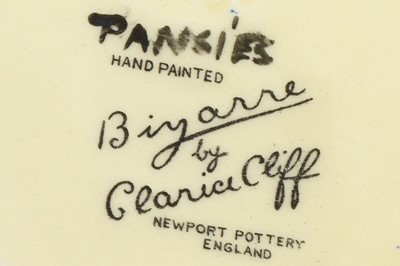 PANSIES
HAND PAINTED
Bizarre
by
Clarice Cliff
NEWPORT POTTERY
ENGLAND